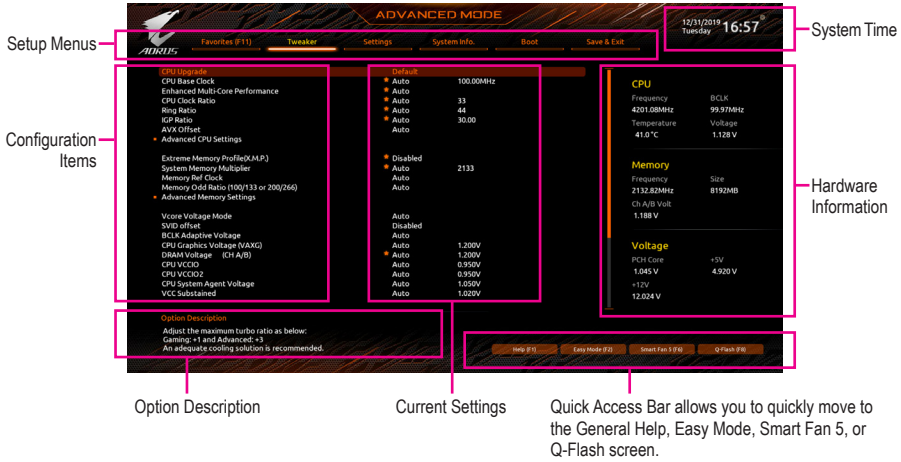 ADVANCED MODE
12/31/2019 16:57
Tuesday
System Time
Setup Menus
AORUS
Favorites (F11) Tweaker Settings System Info. Boot Save & Exit
CPU Upgrade Default
CPU Base Clock * Auto 100.00MHz
Enhanced Multi-Core Performance * Auto
CPU Clock Ratio * Auto 33
Ring Ratio * Auto 44
IGP Ratio * Auto 30.00
AVX Offset Auto
Advanced CPU Settings
Extreme Memory Profile(X.M.P.) * Disabled
System Memory Multiplier * Auto 2133
Memory Ref Clock Auto
Memory Odd Ratio (100/133 or 200/266) Auto
Advanced Memory Settings
Vcore Voltage Mode Auto
SVID offset Disabled
BCLK Adaptive Voltage Auto
CPU Graphics Voltage (VAXG) Auto 1.200V
DRAM Voltage (CH A/B) * Auto 1.200V
CPU VCCIO Auto 0.950V
CPU VCCIO2 Auto 0.950V
CPU System Agent Voltage Auto 1.050V
VCC Substained Auto 1.020V
Configuration
Items
CPU
Frequency BCLK
4201.08MHz 99.97MHz
Temperature Voltage
41.0 °C 1.128 V
Memory
Frequency Size
2132.82MHz 8192MB
Ch A/B Volt
1.188 V
Voltage
PCH Core +5V
1.045 V 4.920 V
+12V
12.024 V
Hardware
Information
Option Description
Adjust the maximum turbo ratio as below:
Gaming: +1 and Advanced: +3
An adequate cooling solution is recommended.
Help (F1) Easy Mode (F2) Smart Fan 5 (F6) Q-Flash (F8)
Option Description
Current Settings
Quick Access Bar allows you to quickly move to
the General Help, Easy Mode, Smart Fan 5, or
Q-Flash screen.